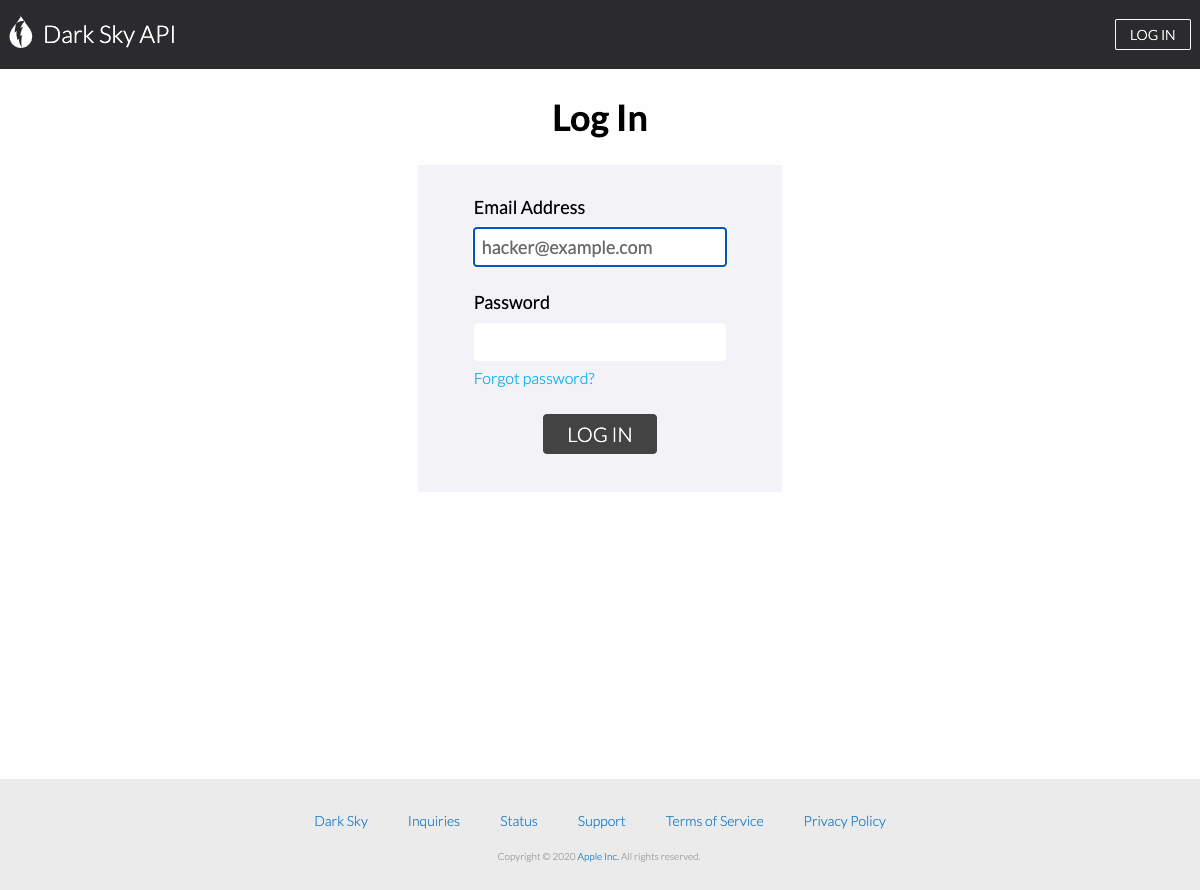 Dark Sky API
LOG IN
Log In
Email Address
hacker@example.com
Password
Forgot password?
LOG IN
Dark Sky Inquiries Status Support Terms of Service Privacy Policy
Copyright © 2020 Apple Inc. All rights reserved.